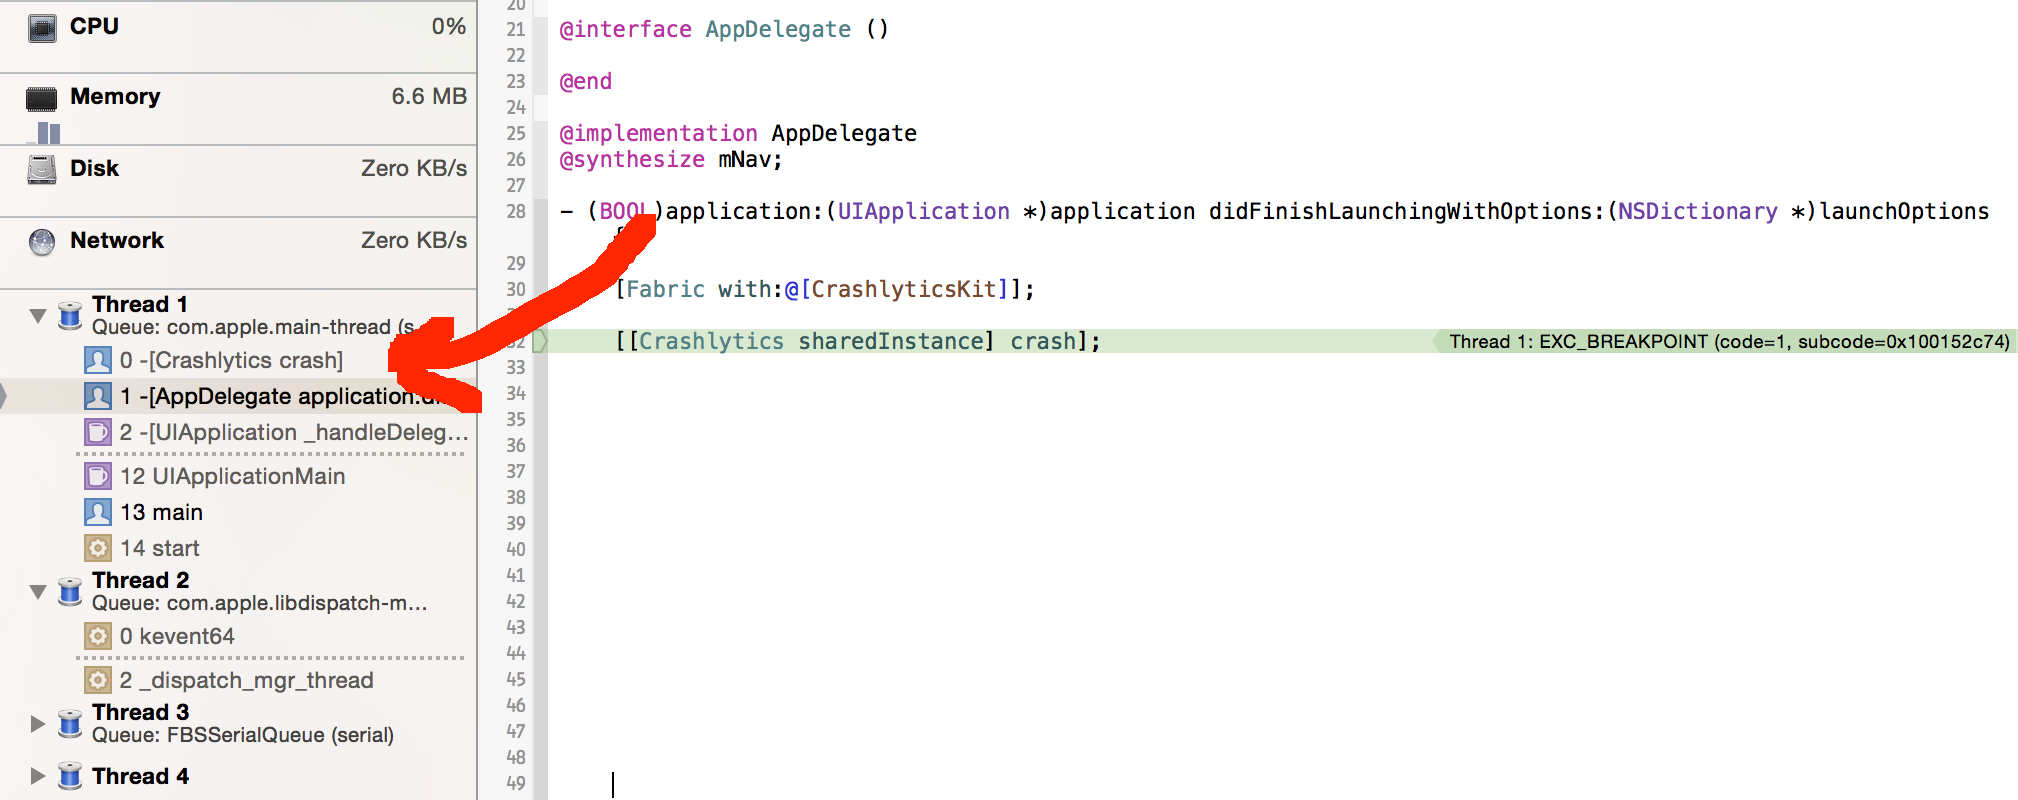 CPU 0%
Memory 6.6 MB
Disk Zero KB/s
Network Zero KB/s
Thread 1
Queue: com.apple.main-thread (s
0 -[Crashlytics crash]
1 -[AppDelegate application:di
2 -[UIApplication _handleDeleg...
12 UIApplicationMain
13 main
14 start
Thread 2
Queue: com.apple.libdispatch-m...
0 kevent64
2 _dispatch_mgr_thread
Thread 3
Queue: FBSSerialQueue (serial)
Thread 4
20
21 @interface AppDelegate ()
22
23 @end
24
25 @implementation AppDelegate
26 @synthesize mNav;
27
28 - (BOOL)application:(UIApplication *)application didFinishLaunchingWithOptions:(NSDictionary *)launchOptions
{
29
30 [Fabric with:@[CrashlyticsKit]];
32 [[Crashlytics sharedInstance] crash]; Thread 1: EXC_BREAKPOINT (code=1, subcode=0x100152c74)
33
34
35
36
37
38
39
40
41
42
43
44
45
46
47
48
49